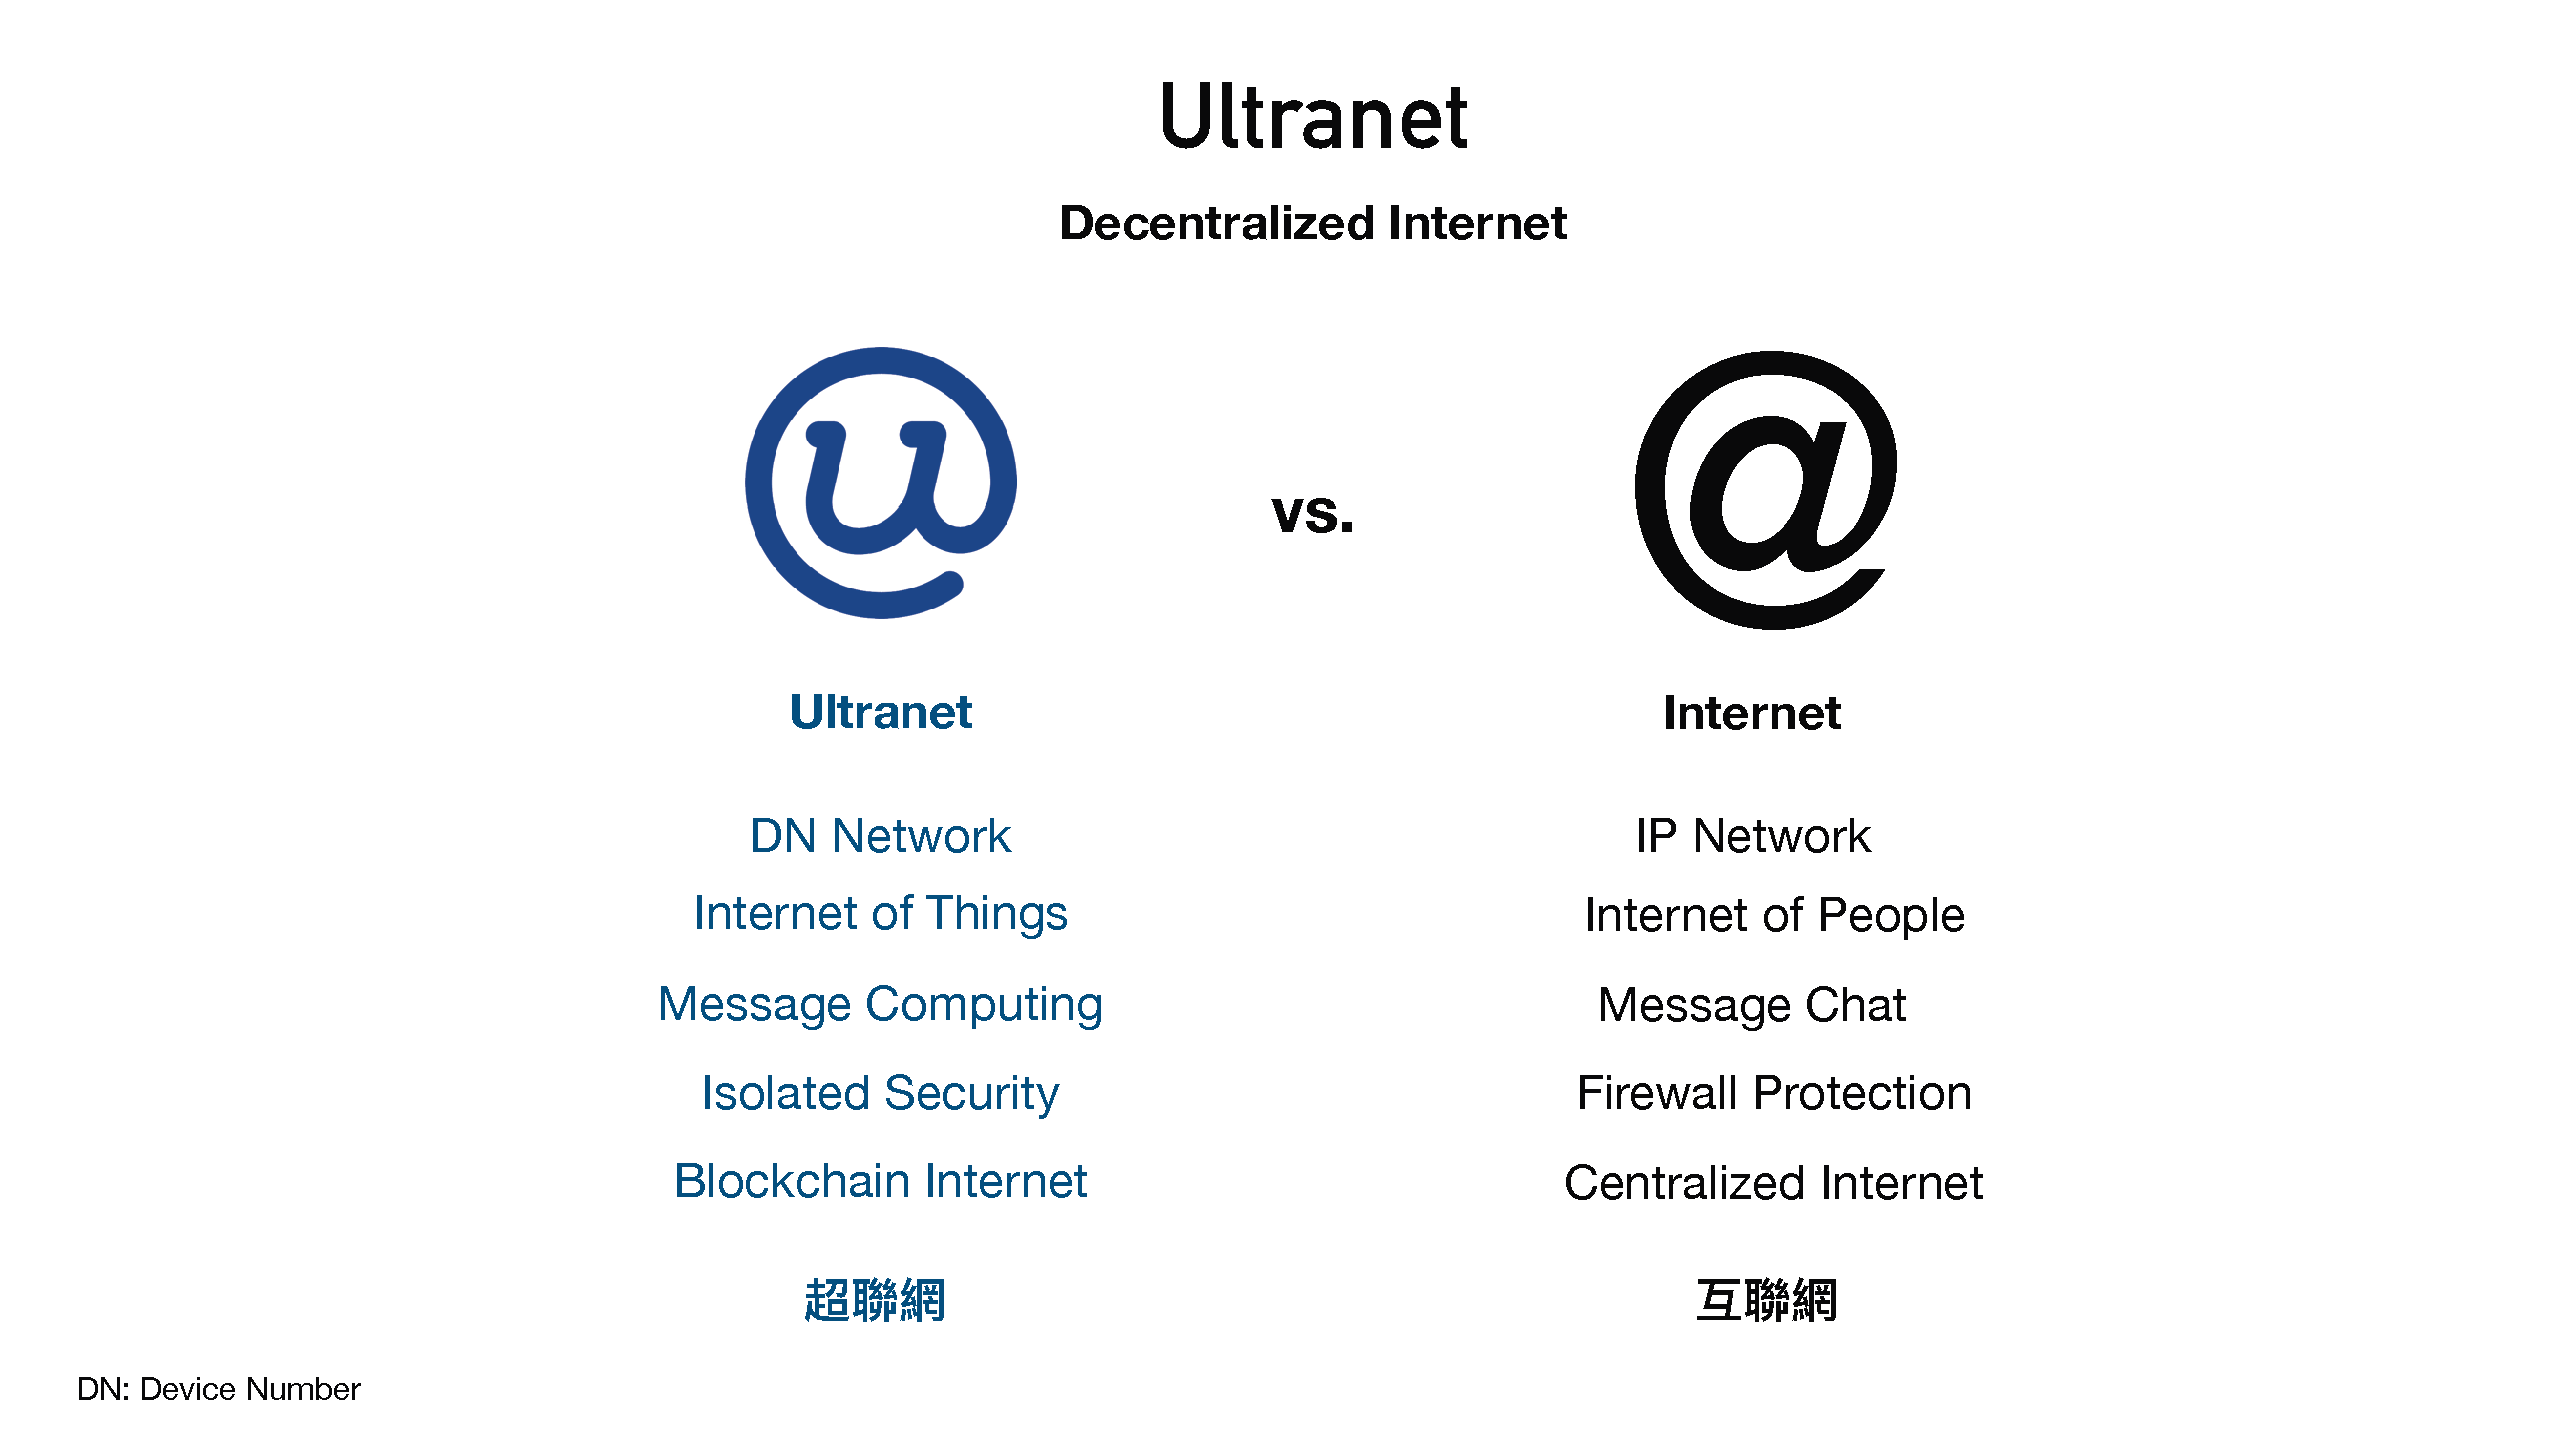 Ultranet
Decentralized Internet
@
vs.
Ultranet
DN Network
Internet of Things
Message Computing
Isolated Security
Blockchain Internet
超聯網
Internet
IP Network
Internet of People
Message Chat
Firewall Protection
Centralized Internet
互聯網
DN: Device Number